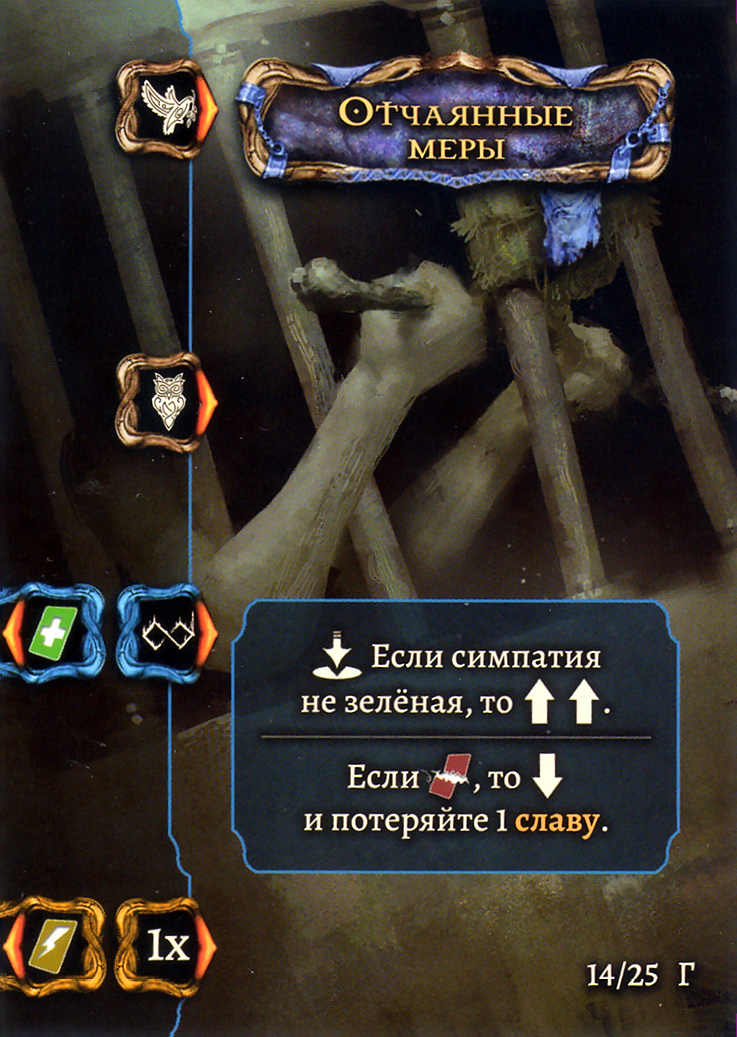 Отчаянные
меры
Если симпатия
не зелёная, то
.
Если , то
и потеряйте 1 славу.
1x
14/25 Г